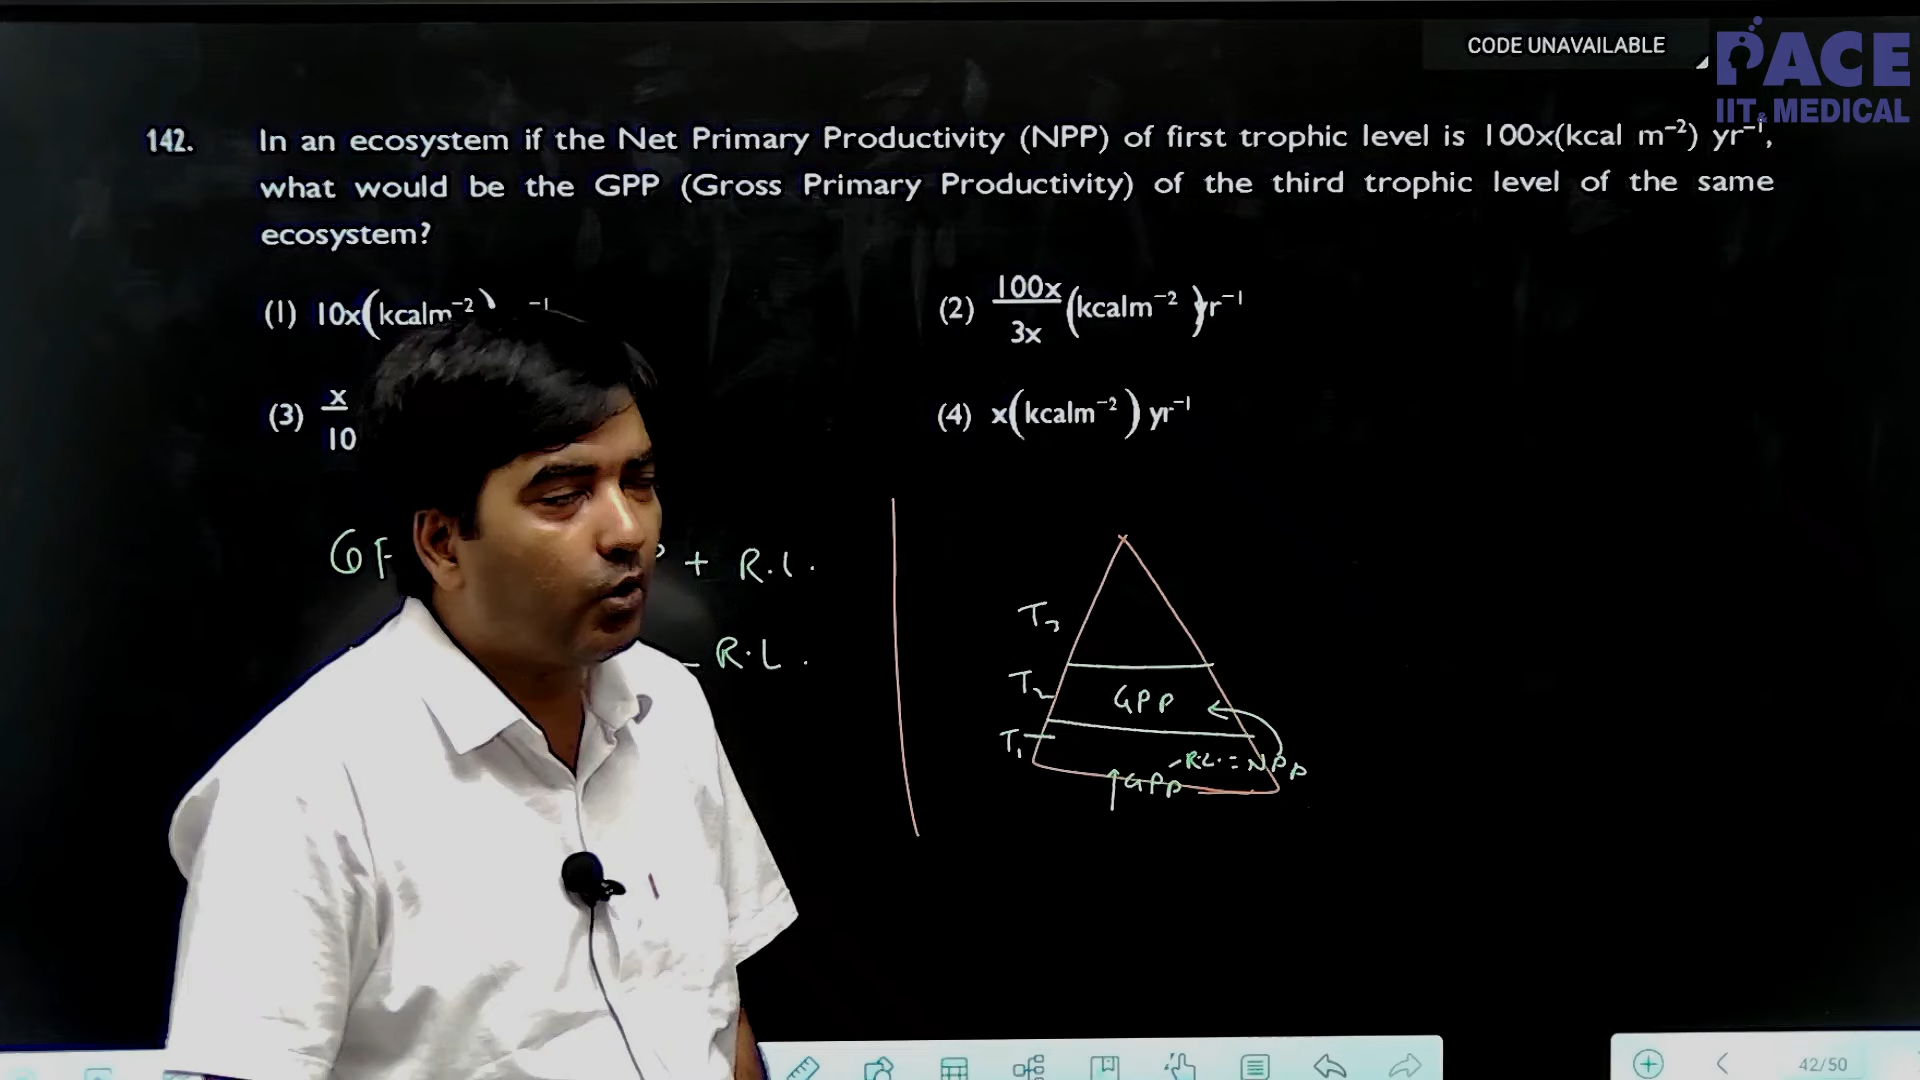 CODE UNAVAILABLE
PACE
IIT & MEDICAL
142. In an ecosystem if the Net Primary Productivity (NPP) of first trophic level is 100x(kcal m⁻²) yr⁻¹,
what would be the GPP (Gross Primary Productivity) of the third trophic level of the same
ecosystem?
(1) 10x(kcalm⁻²) ⁻¹
(2) 100x/3x (kcalm⁻²)yr⁻¹
(3) x/10
(4) x(kcalm⁻²) yr⁻¹
+ R.L.
– R.L.
T₃
T₂ GPP
T₁
GPP -R.L. = NPP
42/50